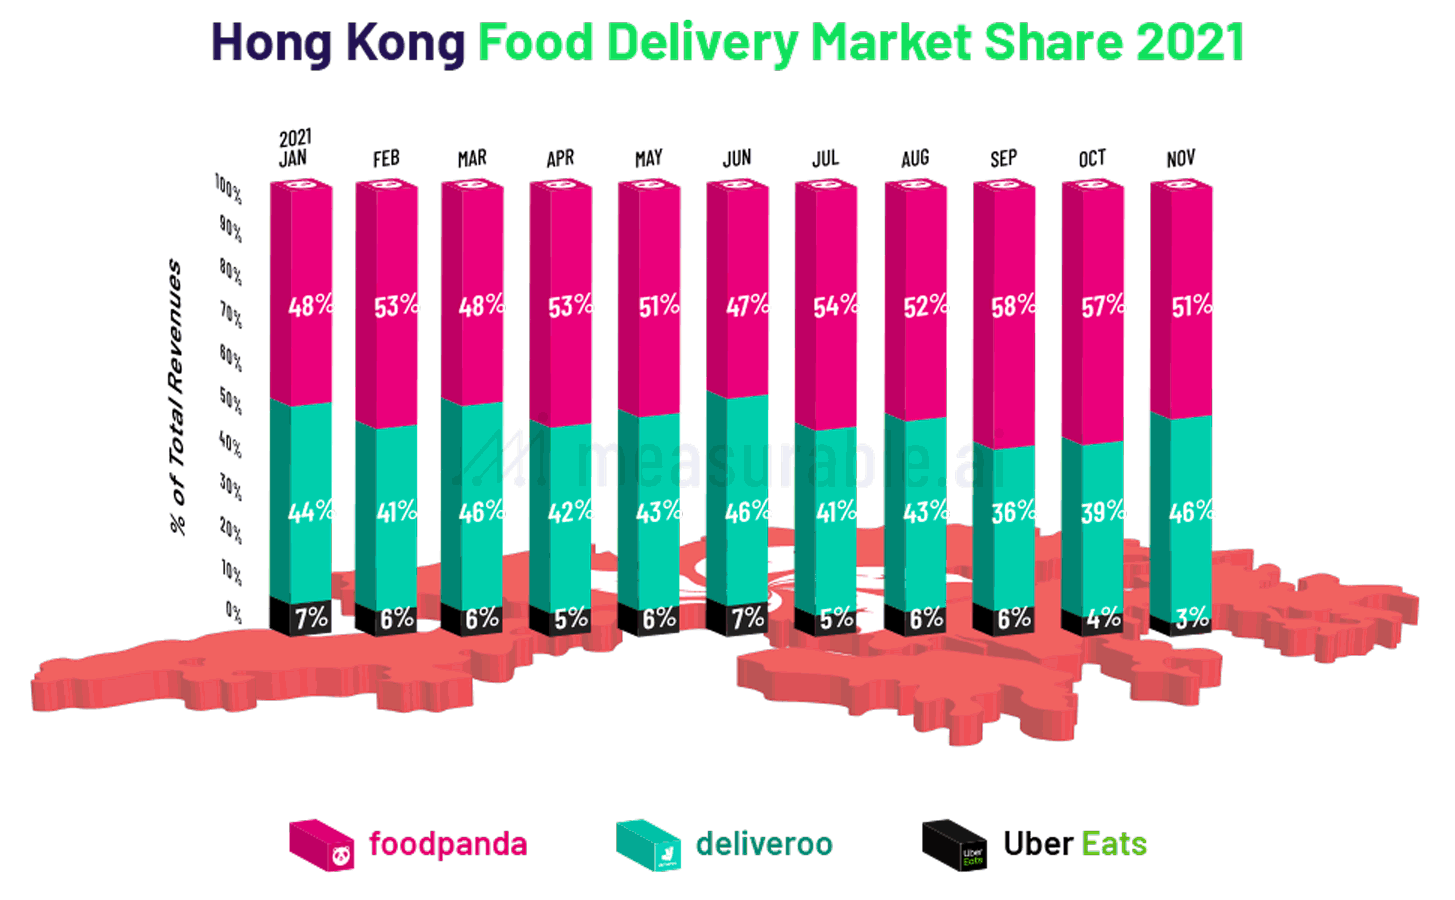 Hong Kong Food Delivery Market Share 2021
2021
JAN FEB MAR APR MAY JUN JUL AUG SEP OCT NOV
100%
90%
80%
70%
60%
50%
40%
30%
20%
10%
0%
% of Total Revenues
48% 53% 48% 53% 51% 47% 54% 52% 58% 57% 51%
measurable.ai
44% 41% 46% 42% 43% 46% 41% 43% 36% 39% 46%
7% 6% 6% 5% 6% 7% 5% 6% 6% 4% 3%
foodpanda deliveroo Uber Eats
Uber
Eats